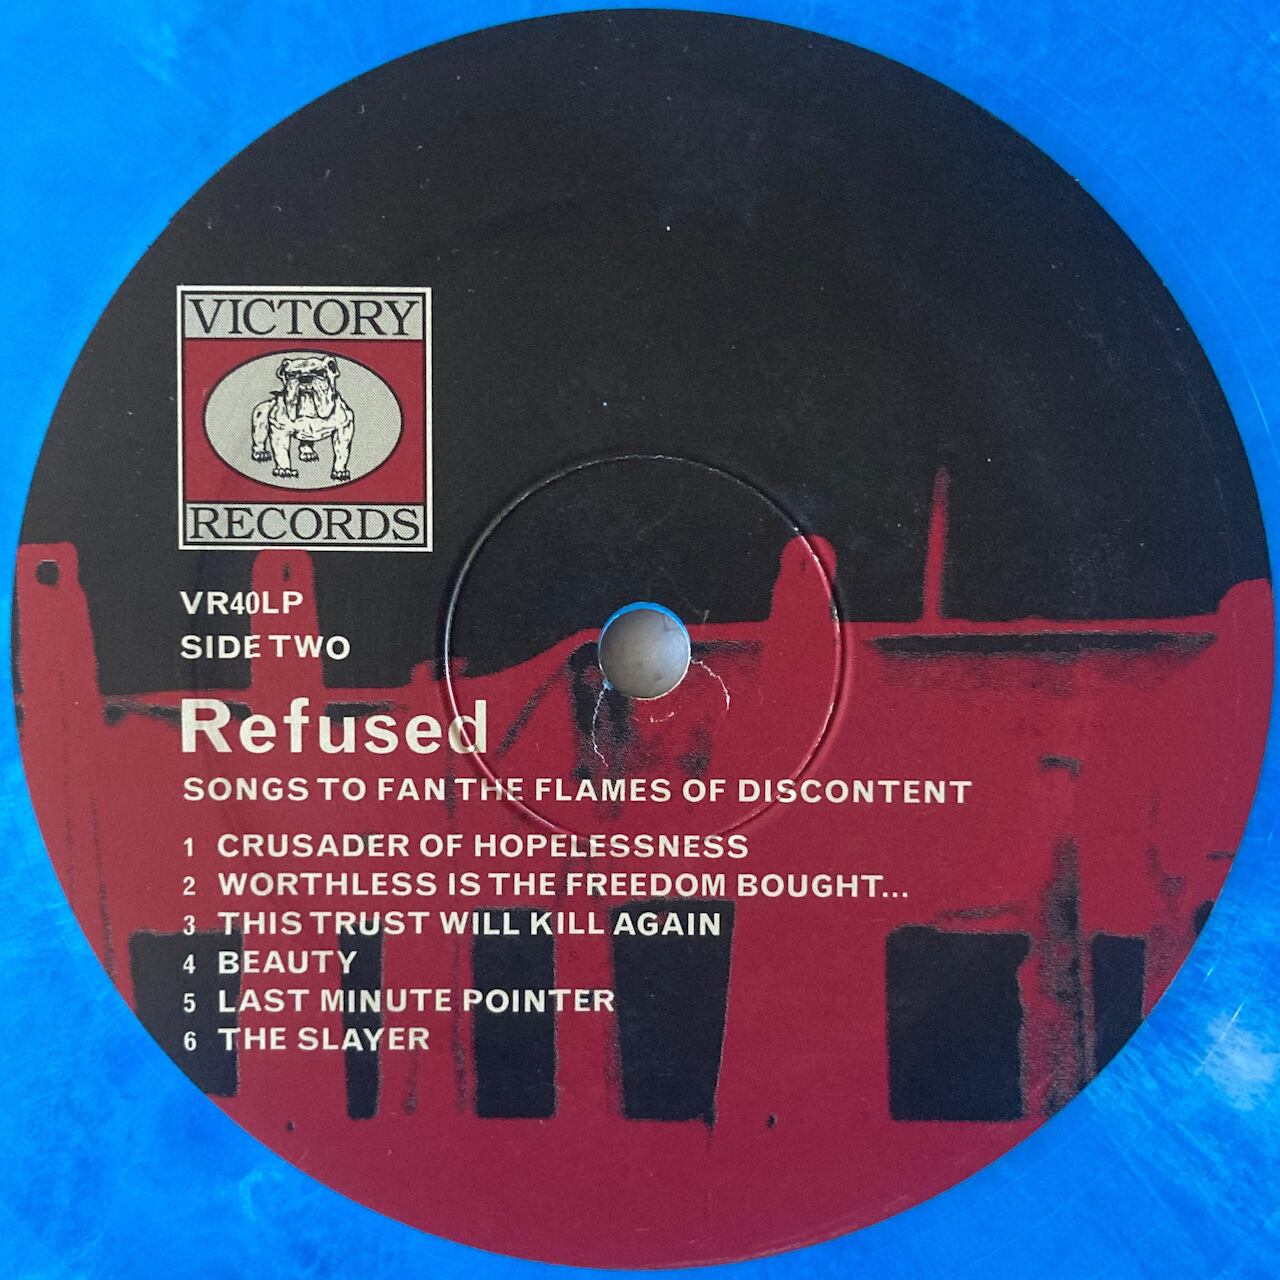 VICTORY
RECORDS
VR40LP
SIDE TWO
Refused
SONGS TO FAN THE FLAMES OF DISCONTENT
1 CRUSADER OF HOPELESSNESS
2 WORTHLESS IS THE FREEDOM BOUGHT...
3 THIS TRUST WILL KILL AGAIN
4 BEAUTY
5 LAST MINUTE POINTER
6 THE SLAYER